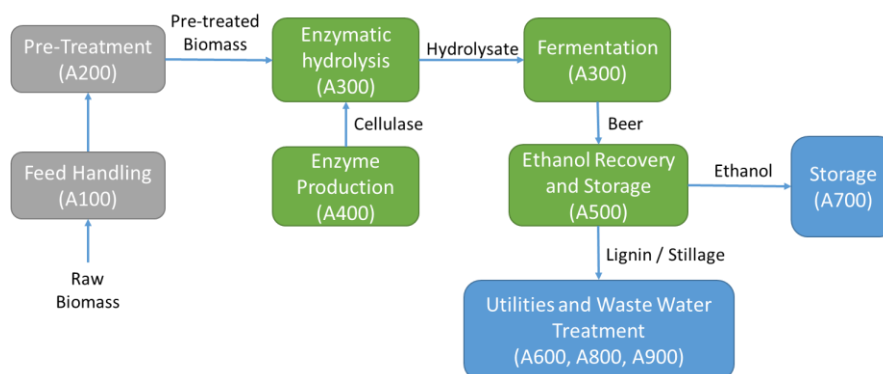 Pre-Treatment
(A200)
Pre-treated
Biomass
Enzymatic
hydrolysis
(A300)
Hydrolysate
Fermentation
(A300)
Cellulase
Beer
Feed Handling
(A100)
Enzyme
Production
(A400)
Ethanol Recovery
and Storage
(A500)
Ethanol
Storage
(A700)
Raw
Biomass
Lignin / Stillage
Utilities and Waste Water
Treatment
(A600, A800, A900)